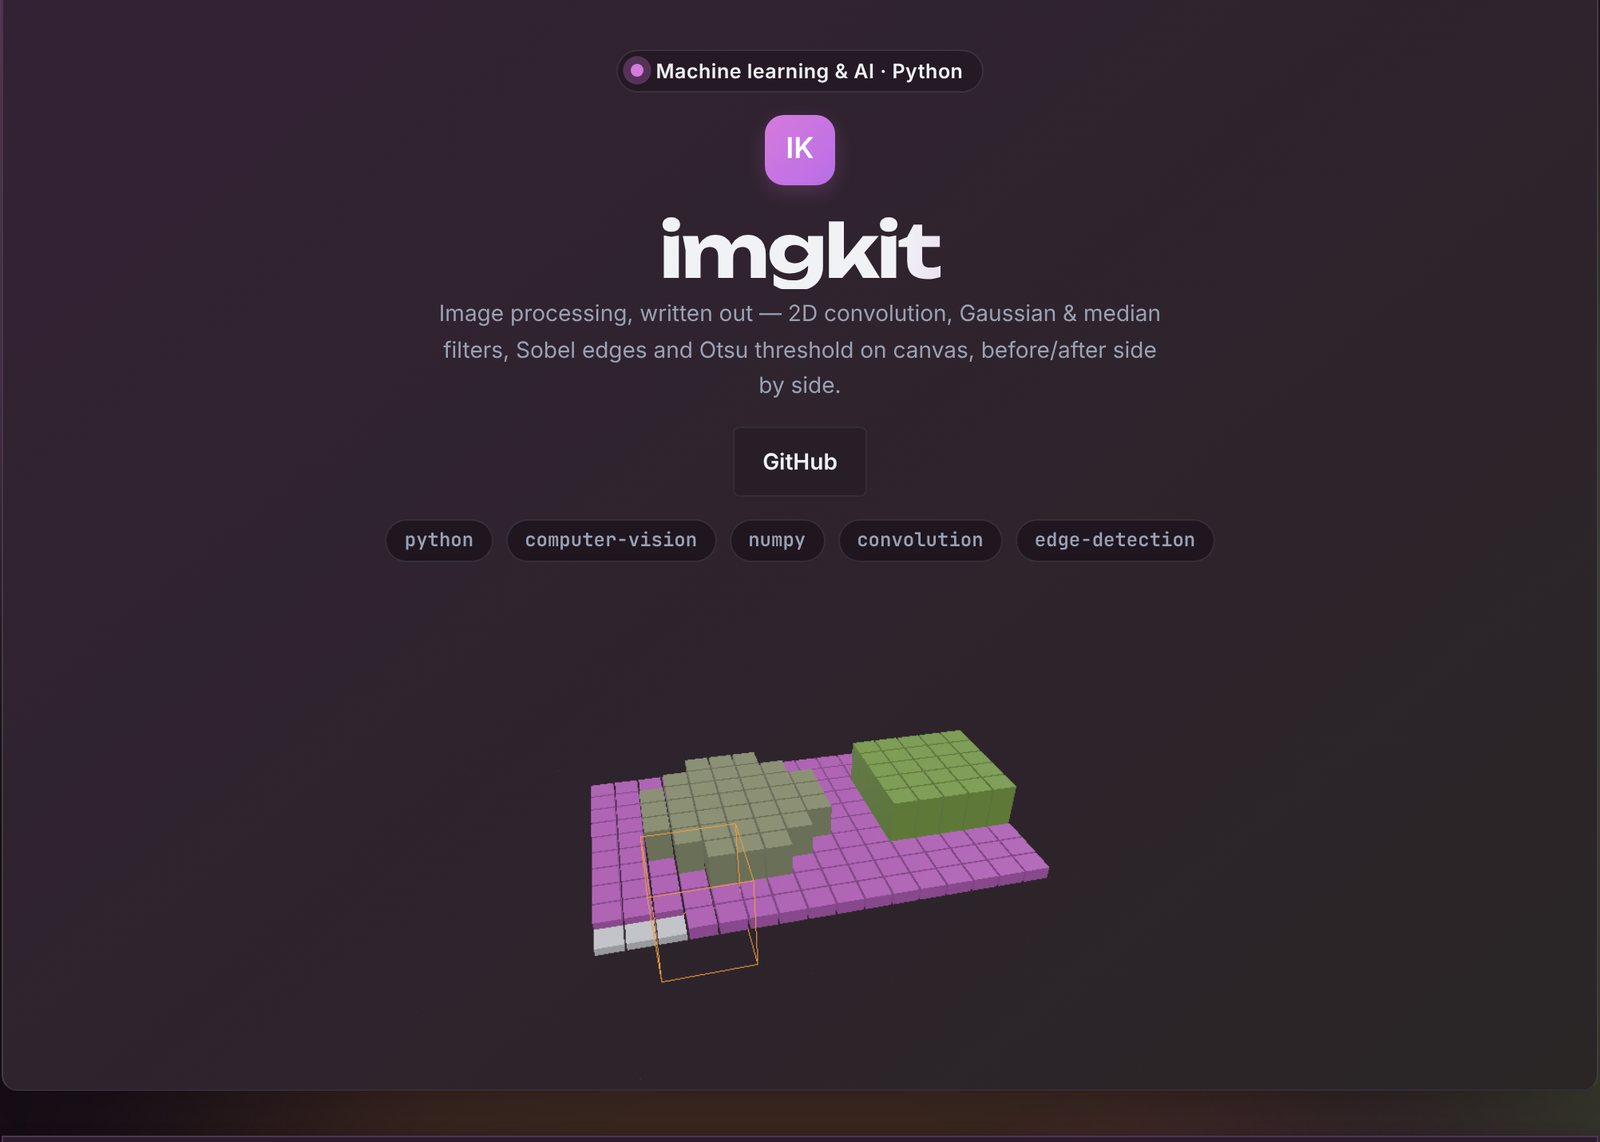 Machine learning & AI · Python
IK
imgkit
Image processing, written out — 2D convolution, Gaussian & median
filters, Sobel edges and Otsu threshold on canvas, before/after side
by side.
GitHub
python
computer-vision
numpy
convolution
edge-detection